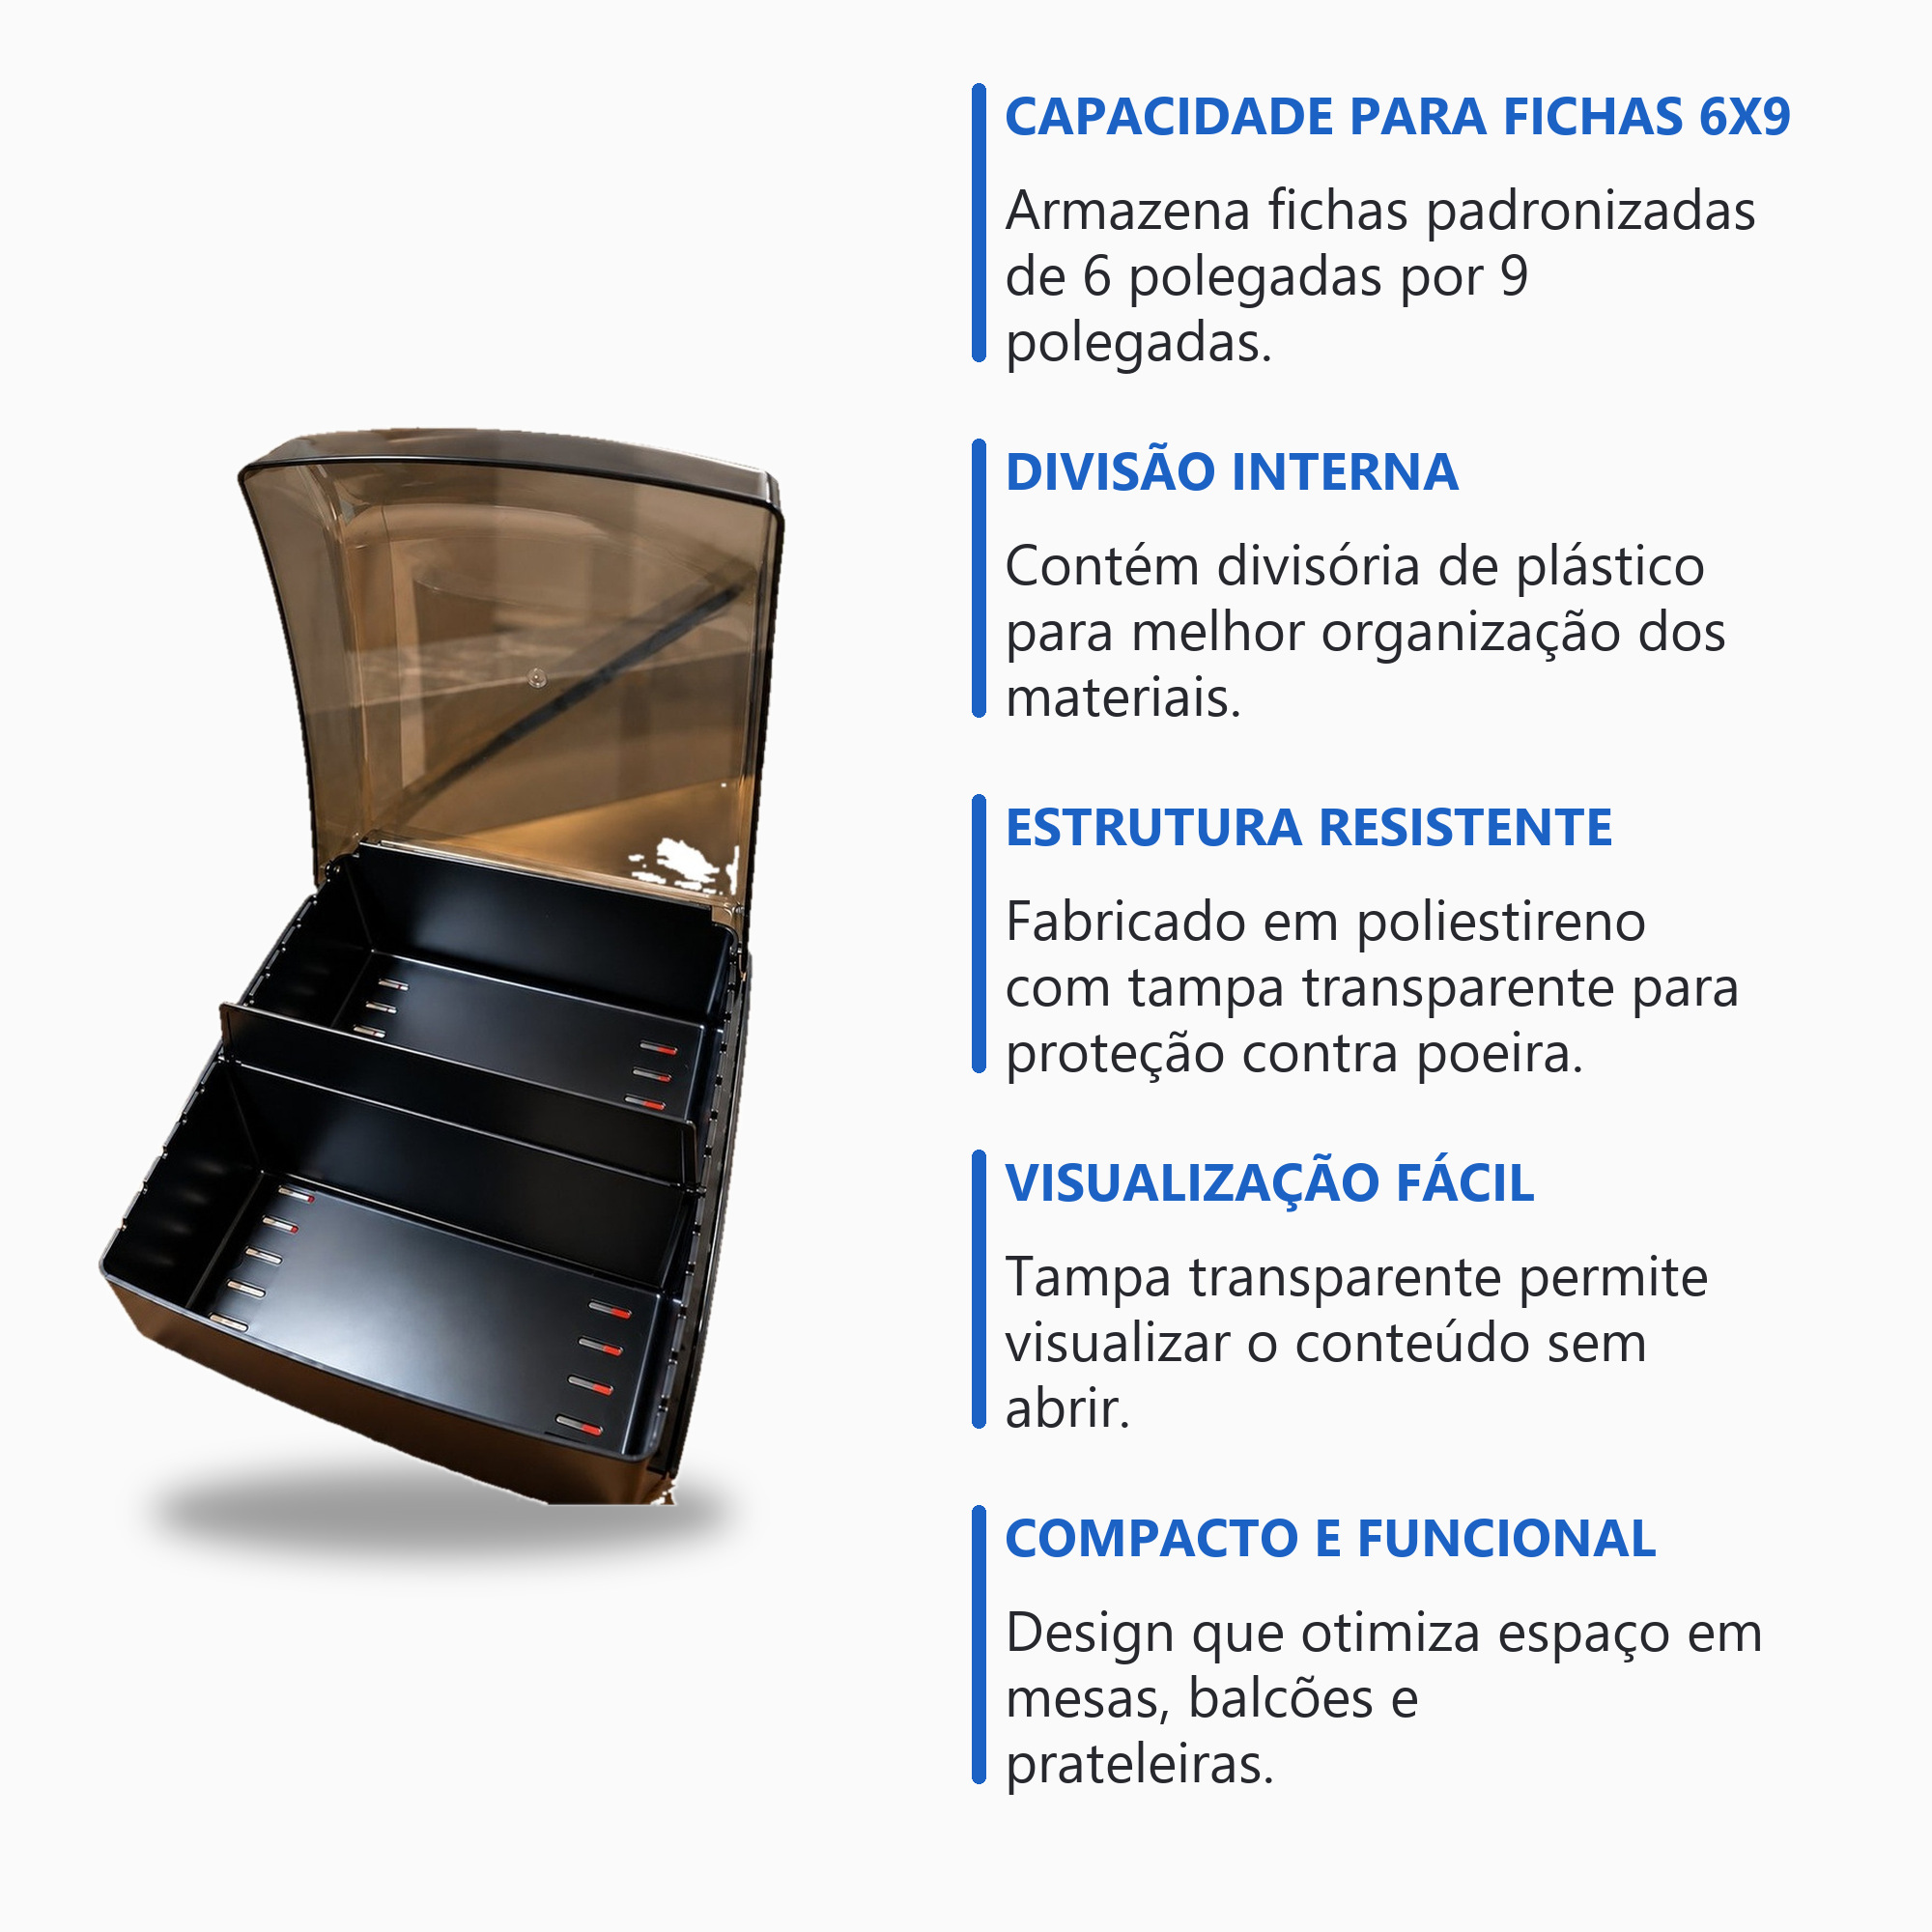 CAPACIDADE PARA FICHAS 6X9
Armazena fichas padronizadas
de 6 polegadas por 9
polegadas.
DIVISÃO INTERNA
Contém divisória de plástico
para melhor organização dos
materiais.
ESTRUTURA RESISTENTE
Fabricado em poliestireno
com tampa transparente para
proteção contra poeira.
VISUALIZAÇÃO FÁCIL
Tampa transparente permite
visualizar o conteúdo sem
abrir.
COMPACTO E FUNCIONAL
Design que otimiza espaço em
mesas, balcões e
prateleiras.